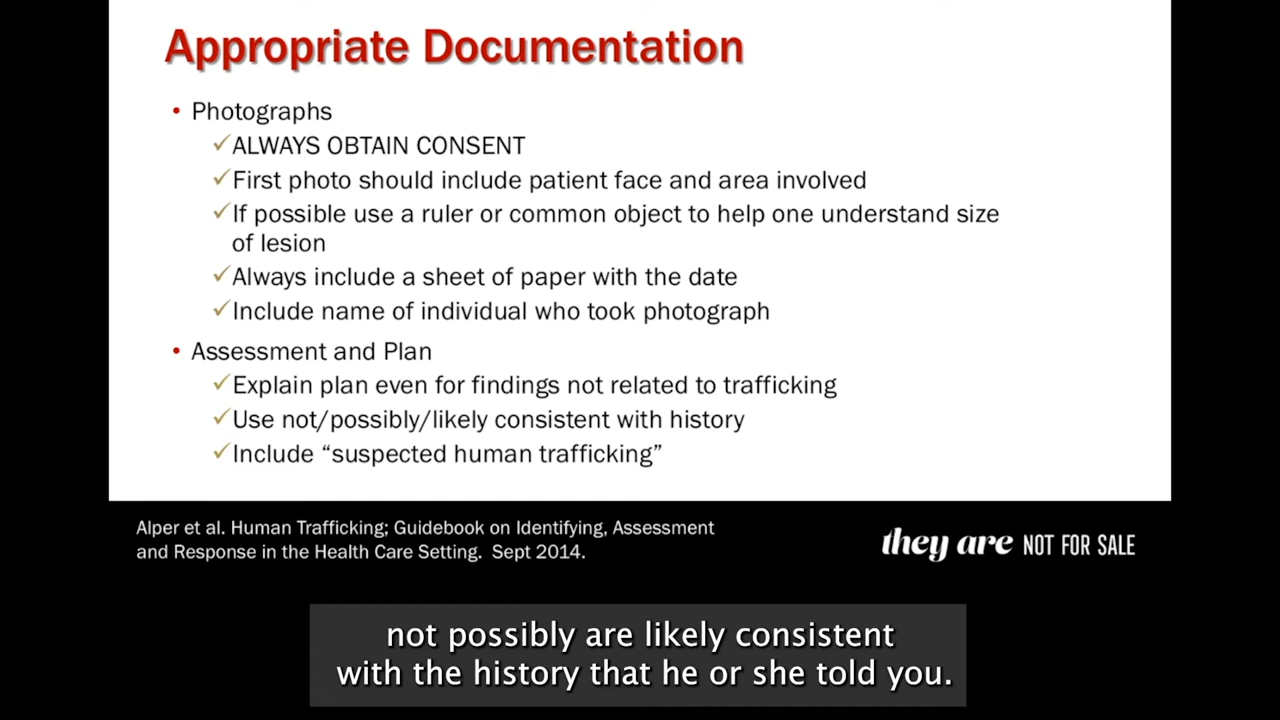 Appropriate Documentation
• Photographs
✓ALWAYS OBTAIN CONSENT
✓First photo should include patient face and area involved
✓If possible use a ruler or common object to help one understand size
of lesion
✓Always include a sheet of paper with the date
✓Include name of individual who took photograph
• Assessment and Plan
✓Explain plan even for findings not related to trafficking
✓Use not/possibly/likely consistent with history
✓Include “suspected human trafficking”
Alper et al. Human Trafficking; Guidebook on Identifying, Assessment
and Response in the Health Care Setting. Sept 2014.
they are NOT FOR SALE
not possibly are likely consistent
with the history that he or she told you.